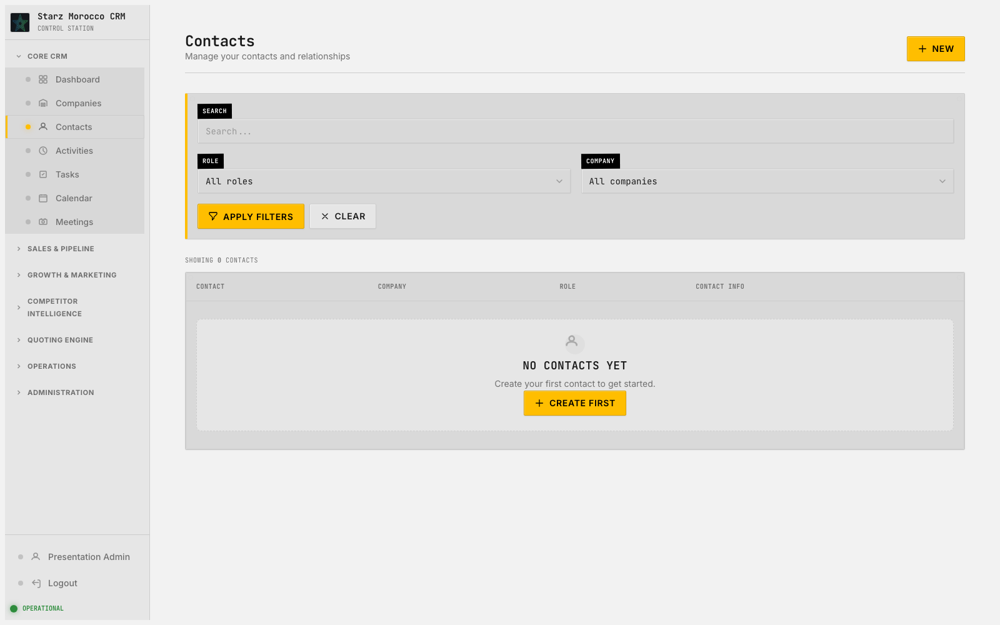 Starz Morocco CRM
CONTROL STATION
CORE CRM
Dashboard
Companies
Contacts
Activities
Tasks
Calendar
Meetings
SALES & PIPELINE
GROWTH & MARKETING
COMPETITOR
INTELLIGENCE
QUOTING ENGINE
OPERATIONS
ADMINISTRATION
Presentation Admin
Logout
OPERATIONAL
Contacts
Manage your contacts and relationships
NEW
SEARCH
Search...
ROLE
COMPANY
All roles
All companies
APPLY FILTERS
CLEAR
SHOWING 0 CONTACTS
CONTACT COMPANY ROLE CONTACT INFO
NO CONTACTS YET
Create your first contact to get started.
CREATE FIRST